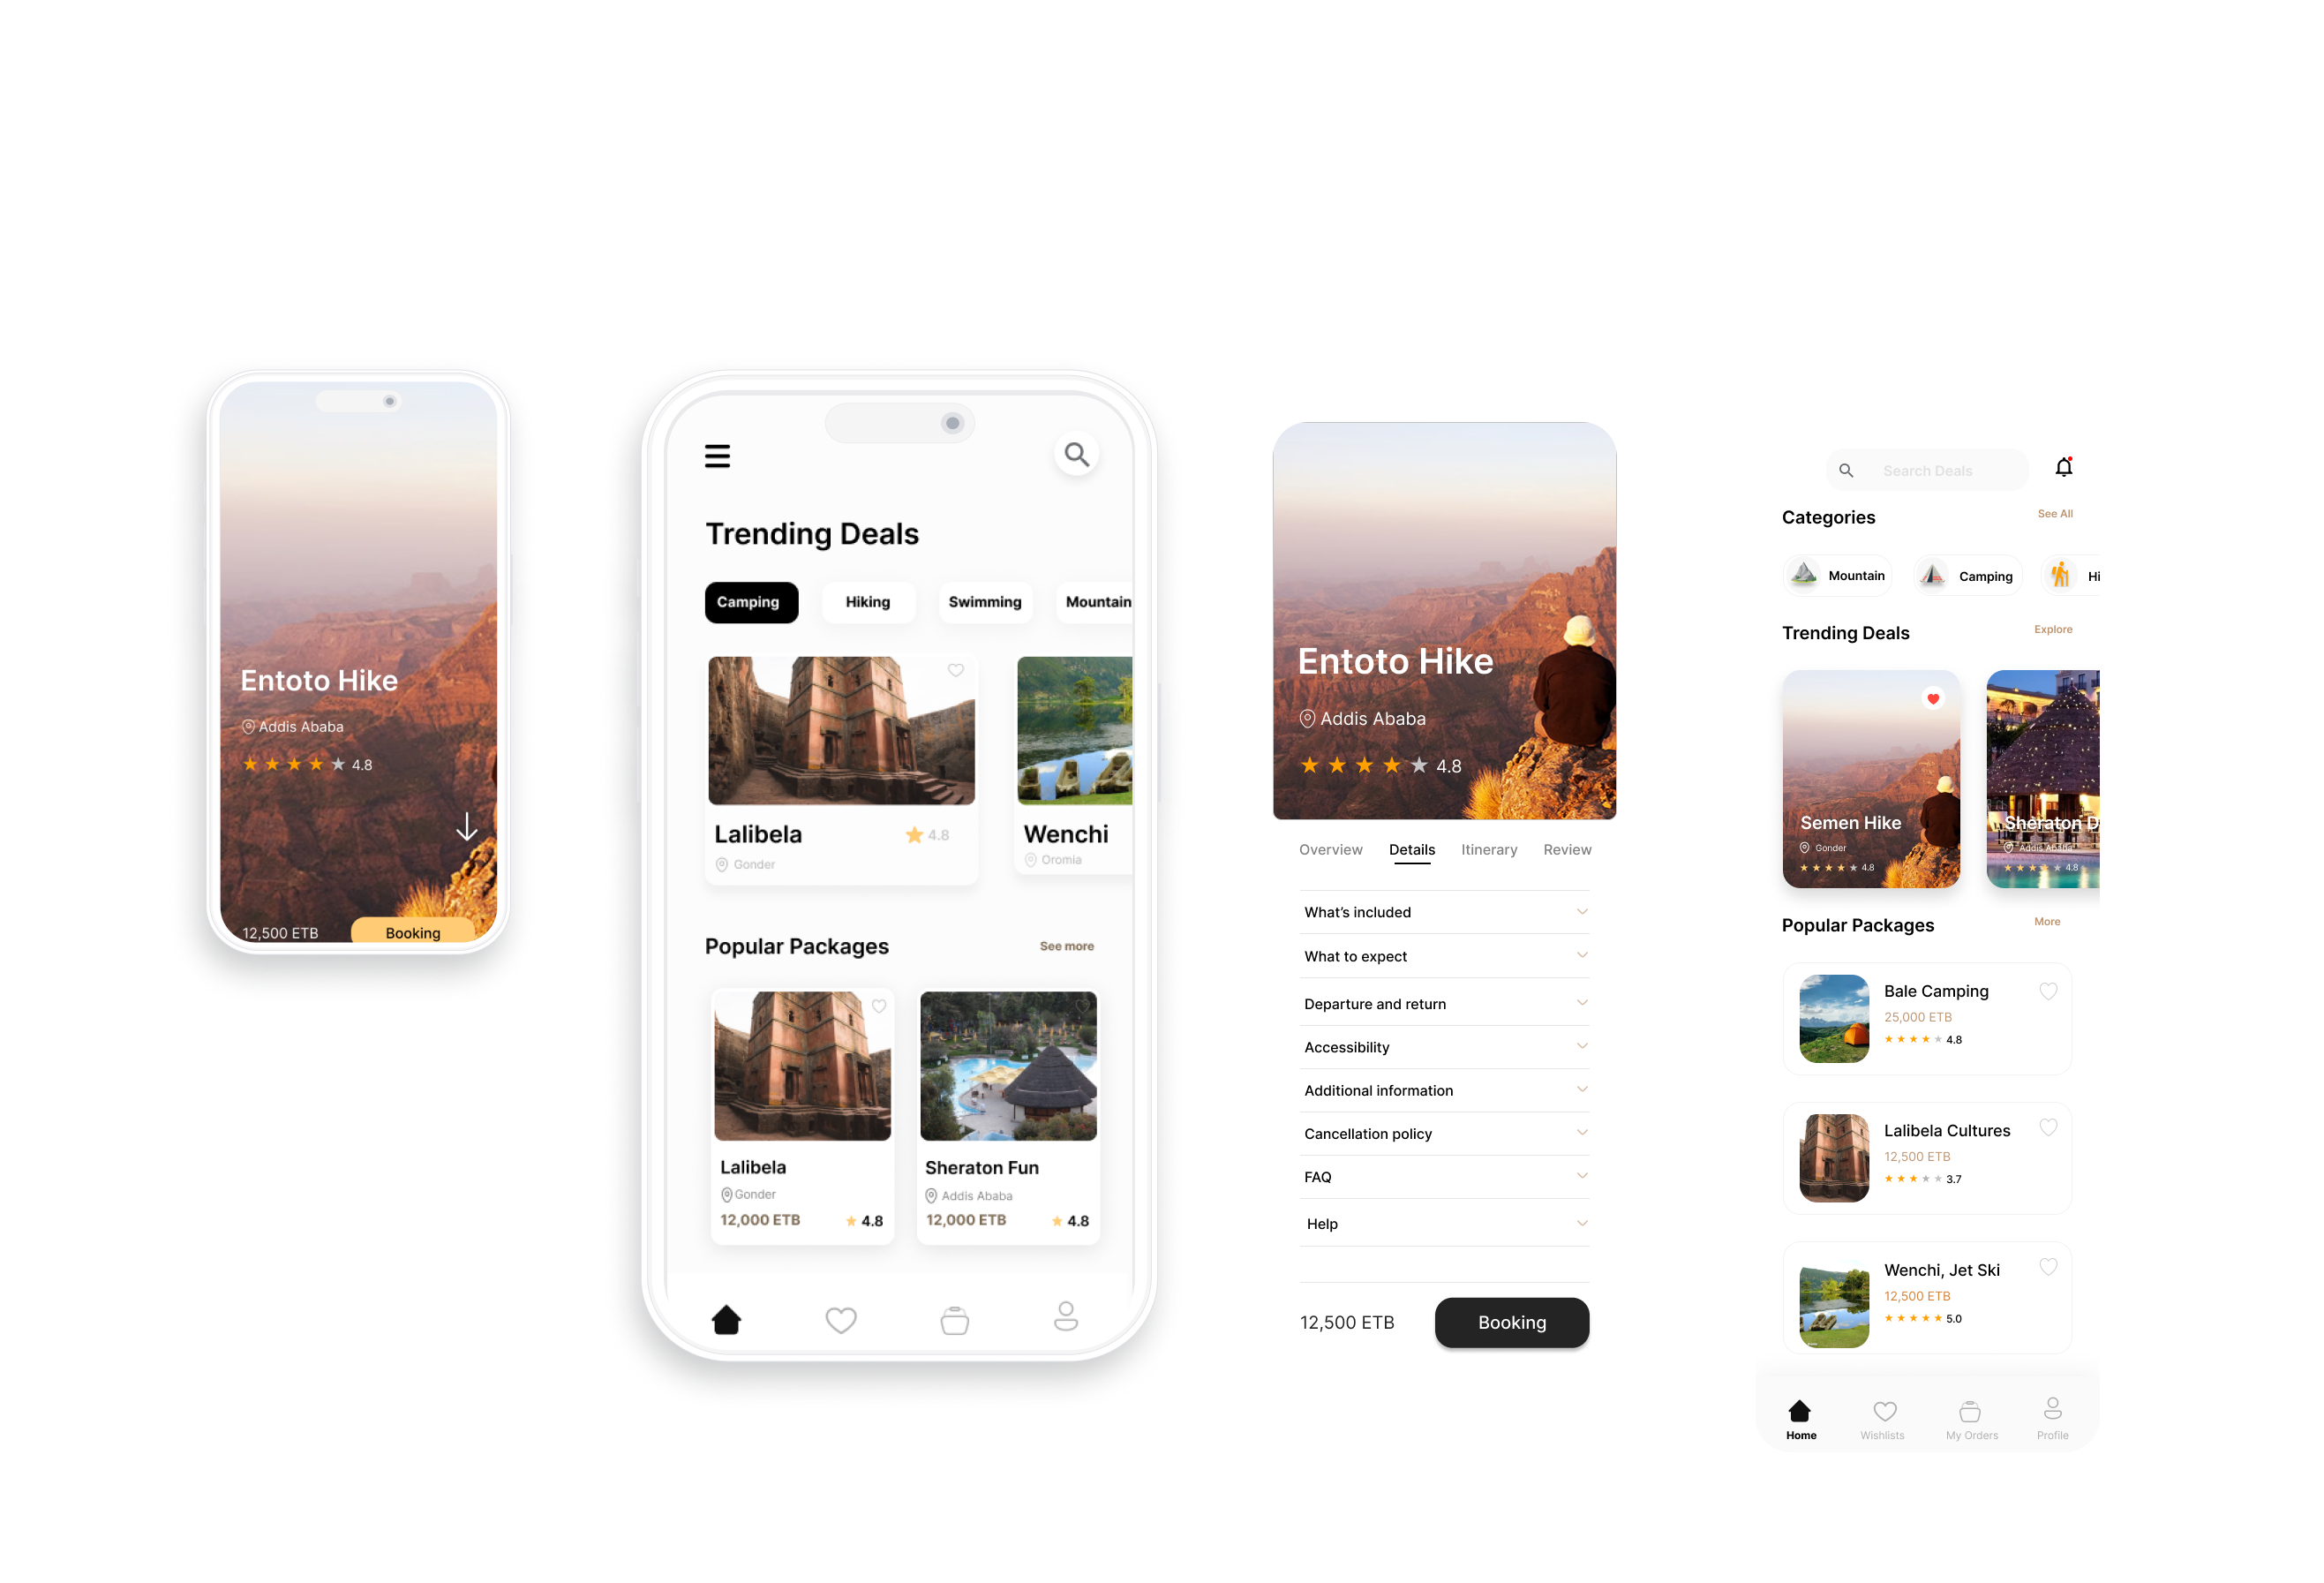 Entoto Hike
Addis Ababa
4.8
12,500 ETB
Booking
Trending Deals
Camping
Hiking
Swimming
Mountain
Lalibela
4.8
Gonder
Wenchi
Oromia
Popular Packages
See more
Lalibela
Gonder
12,000 ETB
4.8
Sheraton Fun
Addis Ababa
12,000 ETB
4.8
Entoto Hike
Addis Ababa
4.8
Overview
Details
Itinerary
Review
What's included
What to expect
Departure and return
Accessibility
Additional information
Cancellation policy
FAQ
Help
12,500 ETB
Booking
Search Deals
Categories
See All
Mountain
Camping
Hi
Trending Deals
Explore
Semen Hike
Gonder
4.8
Sheraton D
Addis Ababa
4.8
Popular Packages
More
Bale Camping
25,000 ETB
4.8
Lalibela Cultures
12,500 ETB
3.7
Wenchi, Jet Ski
12,500 ETB
5.0
Home
Wishlists
My Orders
Profile